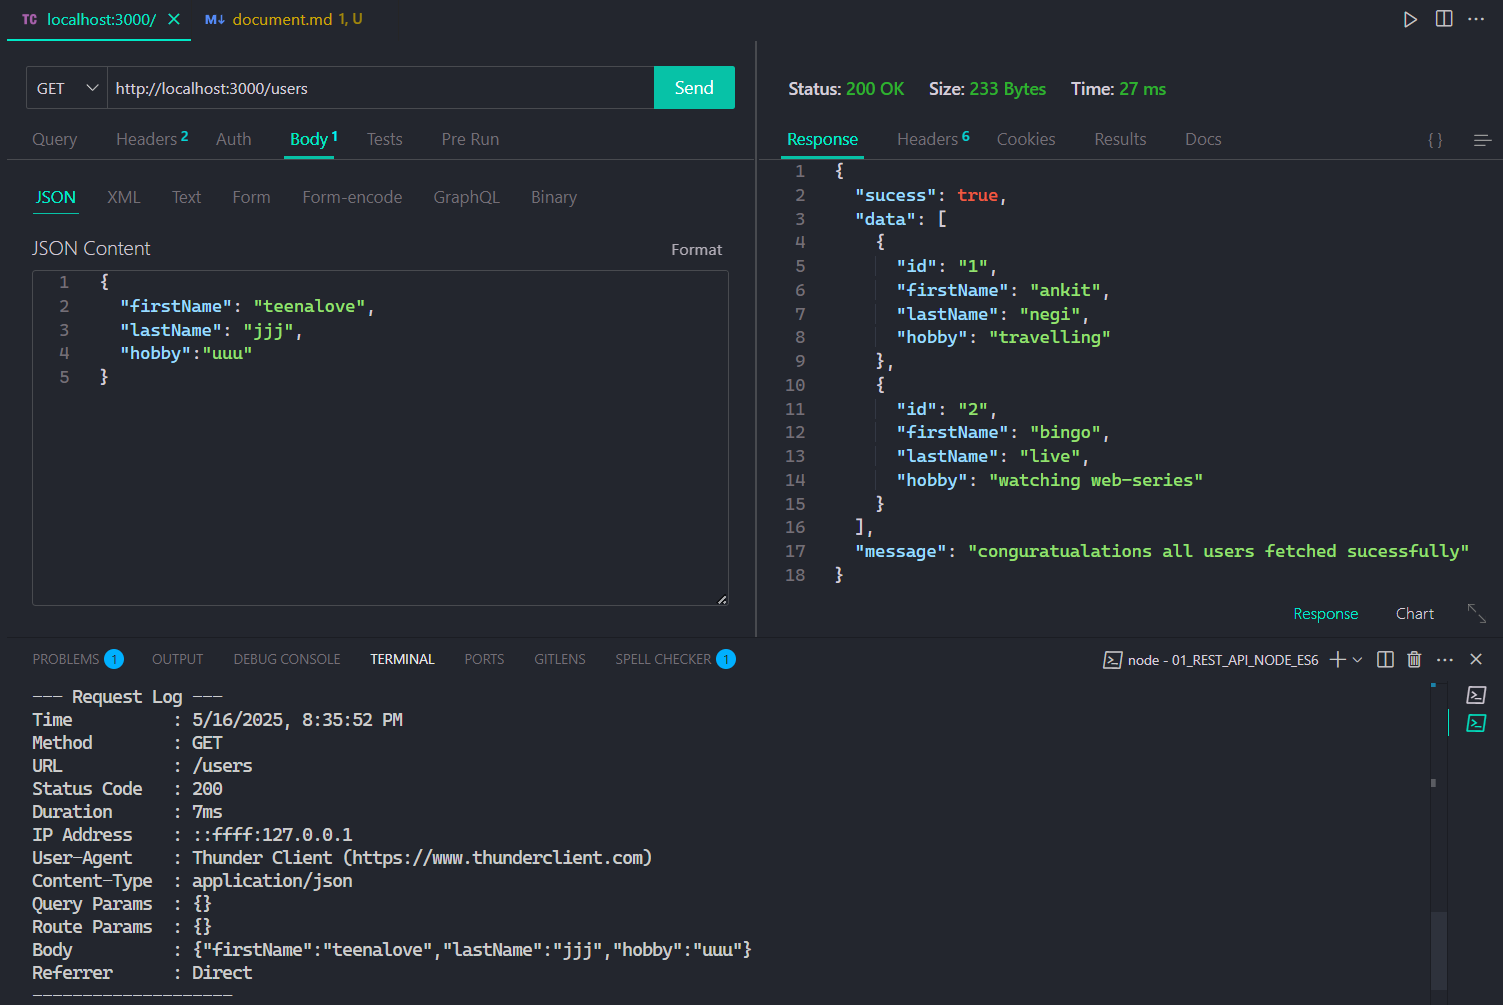 TC localhost:3000/ × M↓ document.md 1, U
GET http://localhost:3000/users Send
Query Headers 2 Auth Body 1 Tests Pre Run
JSON XML Text Form Form-encode GraphQL Binary
JSON Content Format
1 {
2 "firstName": "teenalove",
3 "lastName": "jjj",
4 "hobby":"uuu"
5 }
Status: 200 OK Size: 233 Bytes Time: 27 ms
Response Headers 6 Cookies Results Docs { }
1 {
2 "sucess": true,
3 "data": [
4 {
5 "id": "1",
6 "firstName": "ankit",
7 "lastName": "negi",
8 "hobby": "travelling"
9 },
10 {
11 "id": "2",
12 "firstName": "bingo",
13 "lastName": "live",
14 "hobby": "watching web-series"
15 }
16 ],
17 "message": "conguratualations all users fetched sucessfully"
18 }
Response Chart
PROBLEMS 1 OUTPUT DEBUG CONSOLE TERMINAL PORTS GITLENS SPELL CHECKER 1 node - 01_REST_API_NODE_ES6
--- Request Log ---
Time : 5/16/2025, 8:35:52 PM
Method : GET
URL : /users
Status Code : 200
Duration : 7ms
IP Address : ::ffff:127.0.0.1
User-Agent : Thunder Client (https://www.thunderclient.com)
Content-Type : application/json
Query Params : {}
Route Params : {}
Body : {"firstName":"teenalove","lastName":"jjj","hobby":"uuu"}
Referrer : Direct
--------------------